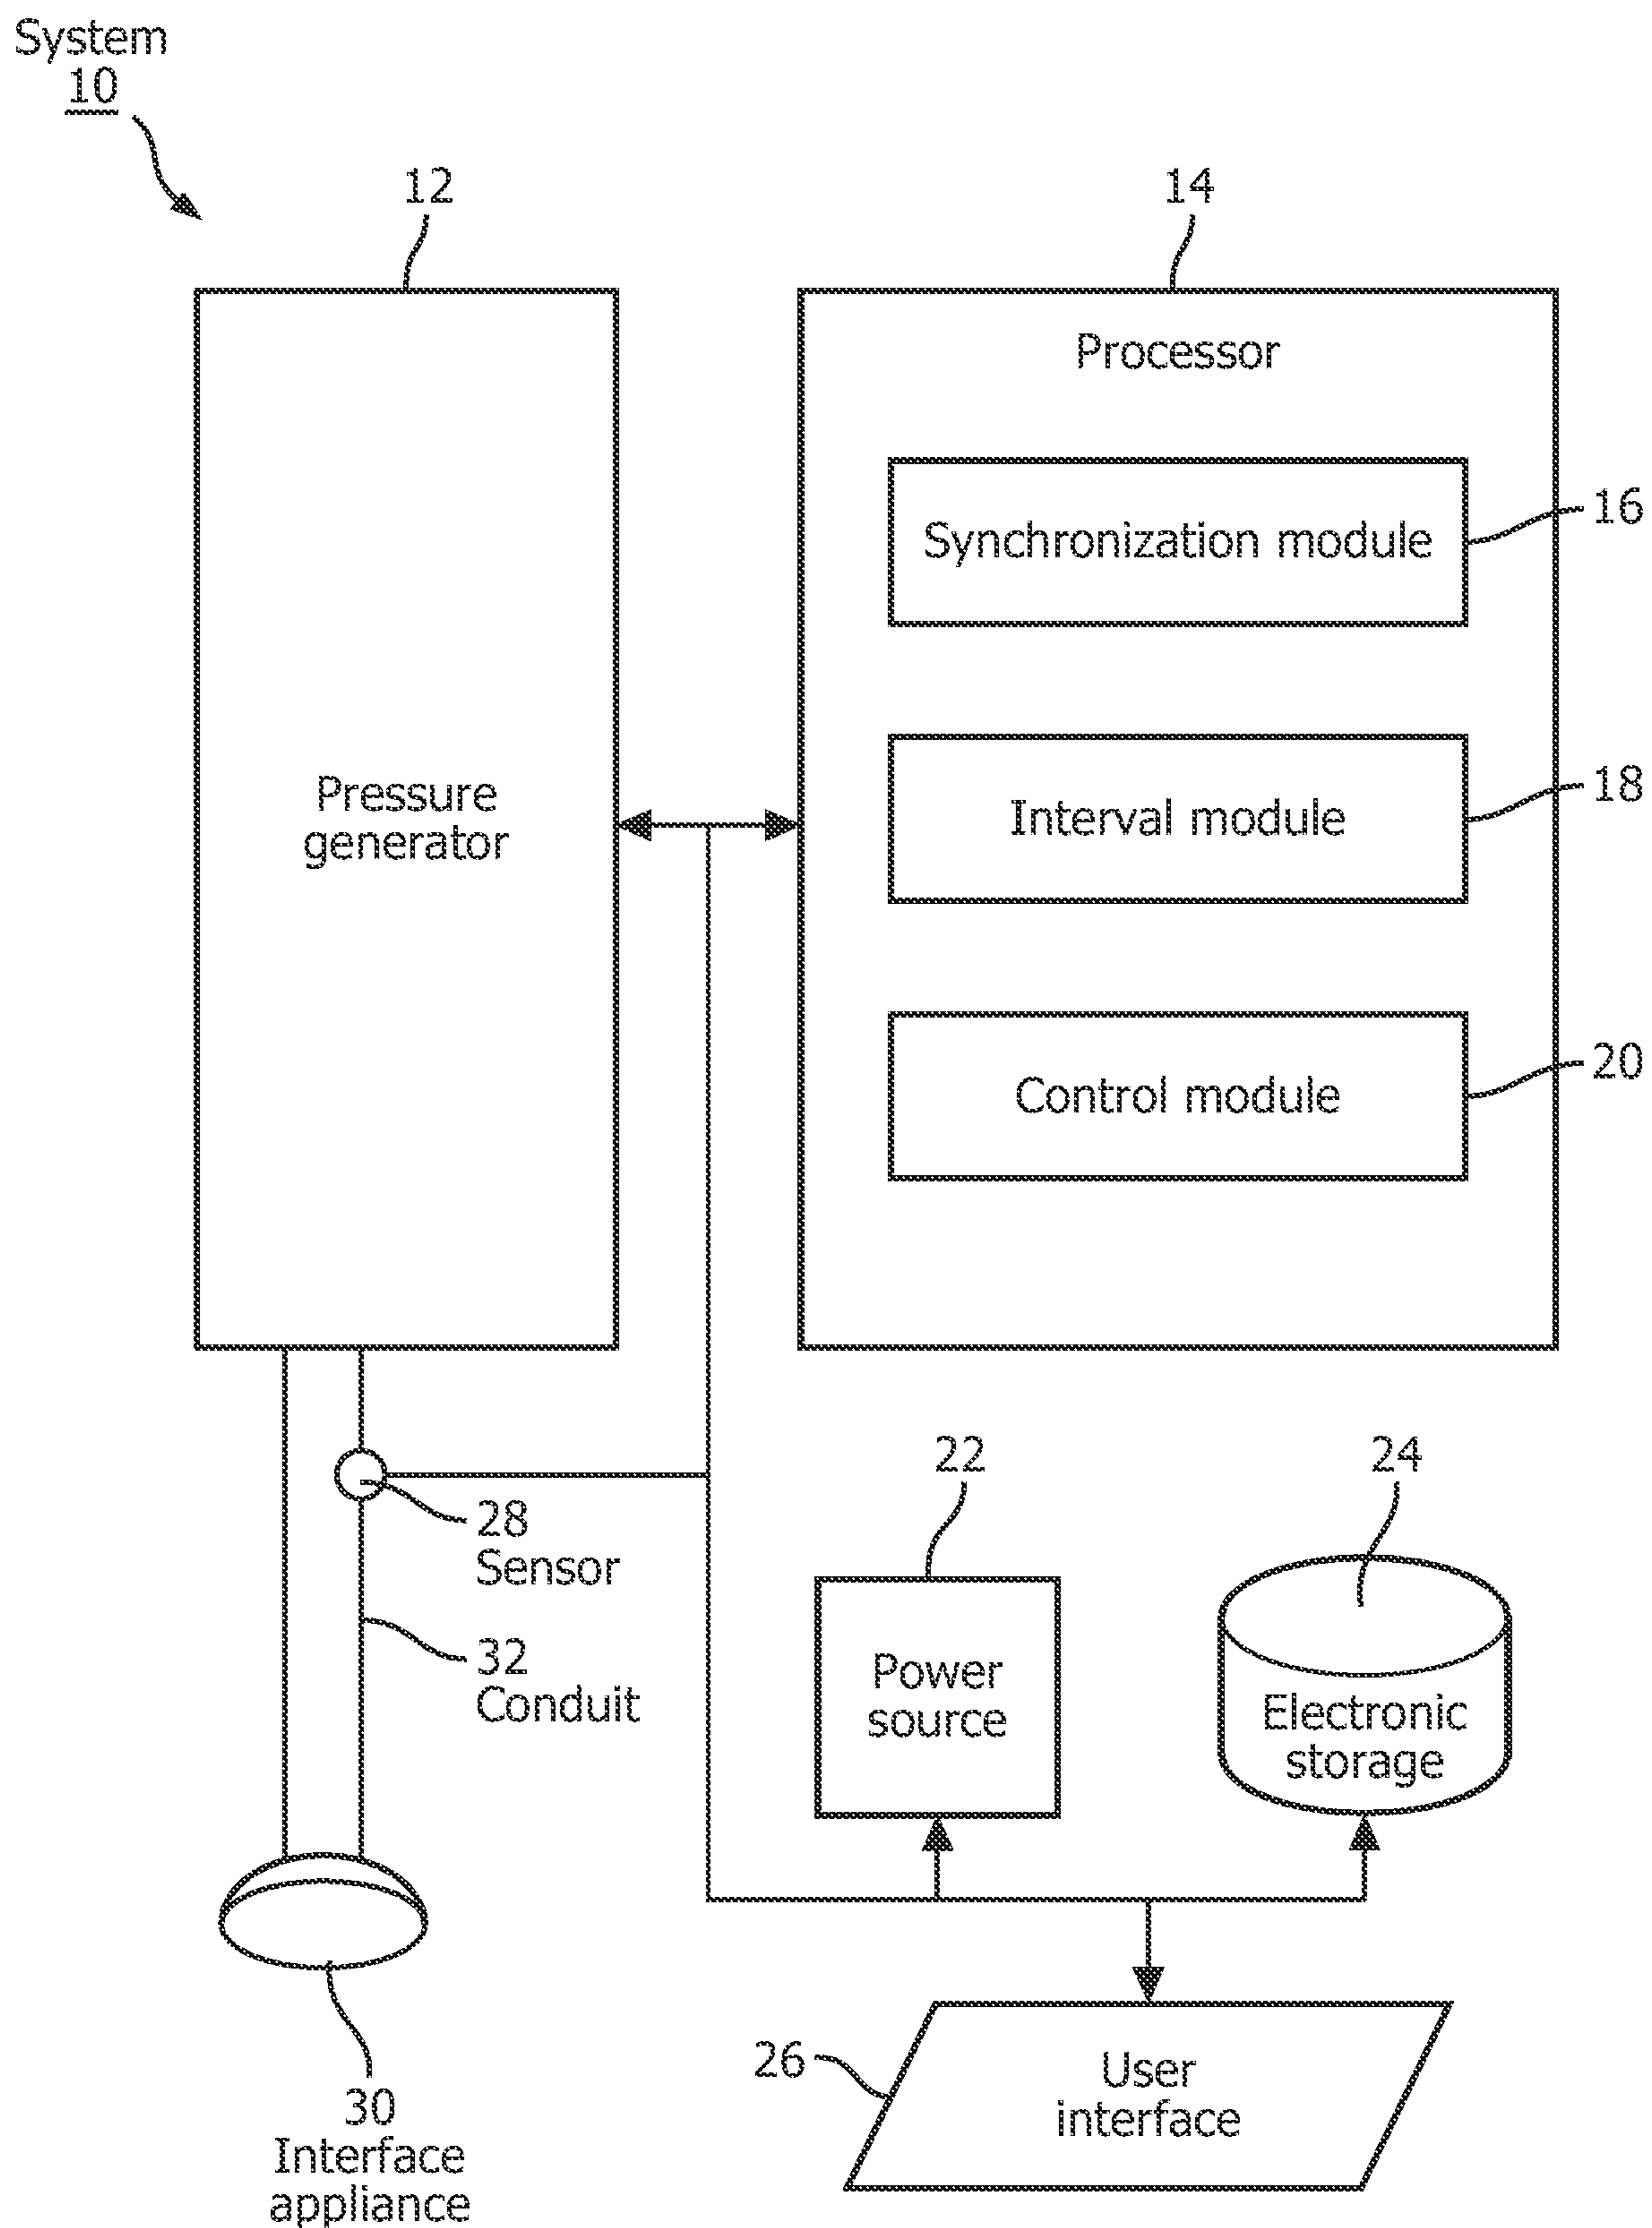 System
10
12
14
Processor
16
Synchronization module
18
Interval module
Pressure
generator
20
Control module
22
24
28
Sensor
32
Conduit
Power
source
Electronic
storage
26
User
interface
30
Interface
appliance